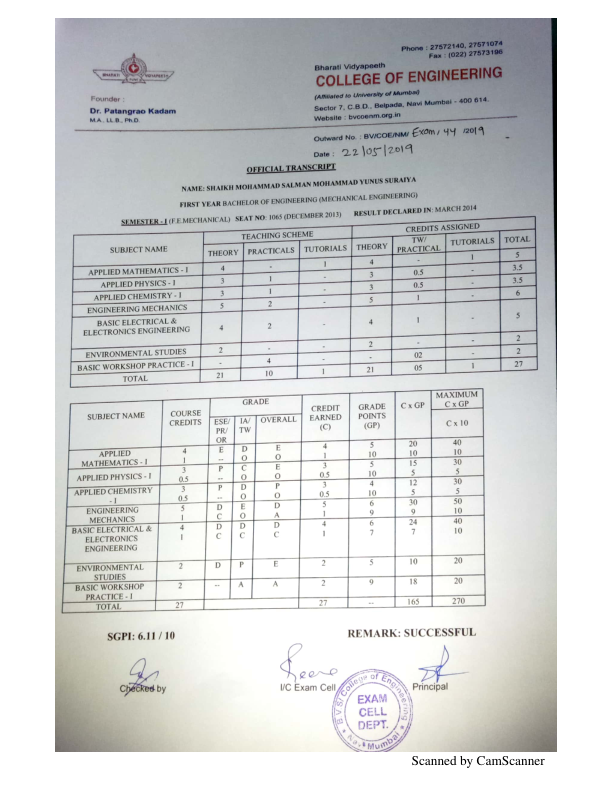 Phone : 27572140, 27571074
Fax : (022) 27573196
BHARATI VIDYAPEETH
Bharati Vidyapeeth
COLLEGE OF ENGINEERING
(Affiliated to University of Mumbai)
Sector 7, C.B.D., Belpada, Navi Mumbai - 400 614.
Website : bvcoenm.org.in
Founder :
Dr. Patangrao Kadam
M.A., LL.B., Ph.D.
Outward No. : BV/COE/NM/ Exam / 44 /2019
Date : 22/05/2019
OFFICIAL TRANSCRIPT
NAME: SHAIKH MOHAMMAD SALMAN MOHAMMAD YUNUS SURAIYA
FIRST YEAR BACHELOR OF ENGINEERING (MECHANICAL ENGINEERING)
SEMESTER - I (F.E.MECHANICAL) SEAT NO: 1065 (DECEMBER 2013) RESULT DECLARED IN: MARCH 2014
SUBJECT NAME TEACHING SCHEME CREDITS ASSIGNED
THEORY PRACTICALS TUTORIALS THEORY TW/ PRACTICAL TUTORIALS TOTAL
APPLIED MATHEMATICS - I 4 - 1 4 - 1 5
APPLIED PHYSICS - I 3 1 - 3 0.5 - 3.5
APPLIED CHEMISTRY - I 3 1 - 3 0.5 - 3.5
ENGINEERING MECHANICS 5 2 - 5 1 - 6
BASIC ELECTRICAL &
ELECTRONICS ENGINEERING 4 2 - 4 1 - 5
ENVIRONMENTAL STUDIES 2 - - 2 - - 2
BASIC WORKSHOP PRACTICE - I - 4 - - 02 - 2
TOTAL 21 10 1 21 05 1 27
SUBJECT NAME COURSE CREDITS GRADE CREDIT EARNED (C) GRADE POINTS (GP) C x GP MAXIMUM C x GP
ESE/ PR/ OR IA/ TW OVERALL C x 10
APPLIED 4 E D E 4 5 20 40
MATHEMATICS - I 1 -- O O 1 10 10 10
APPLIED PHYSICS - I 3 P C E 3 5 15 30
0.5 -- O O 0.5 10 5 5
APPLIED CHEMISTRY 3 P D P 3 4 12 30
- I 0.5 -- O O 0.5 10 5 5
ENGINEERING 5 D E D 5 6 30 50
MECHANICS 1 C O A 1 9 9 10
BASIC ELECTRICAL & 4 D D D 4 6 24 40
ELECTRONICS 1 C C C 1 7 7 10
ENGINEERING
ENVIRONMENTAL 2 D P E 2 5 10 20
STUDIES
BASIC WORKSHOP 2 -- A A 2 9 18 20
PRACTICE - I
TOTAL 27 27 -- 165 270
SGPI: 6.11 / 10 REMARK: SUCCESSFUL
Checked by I/C Exam Cell Principal
College of Engineering
EXAM
CELL
DEPT.
Mumbai
Scanned by CamScanner